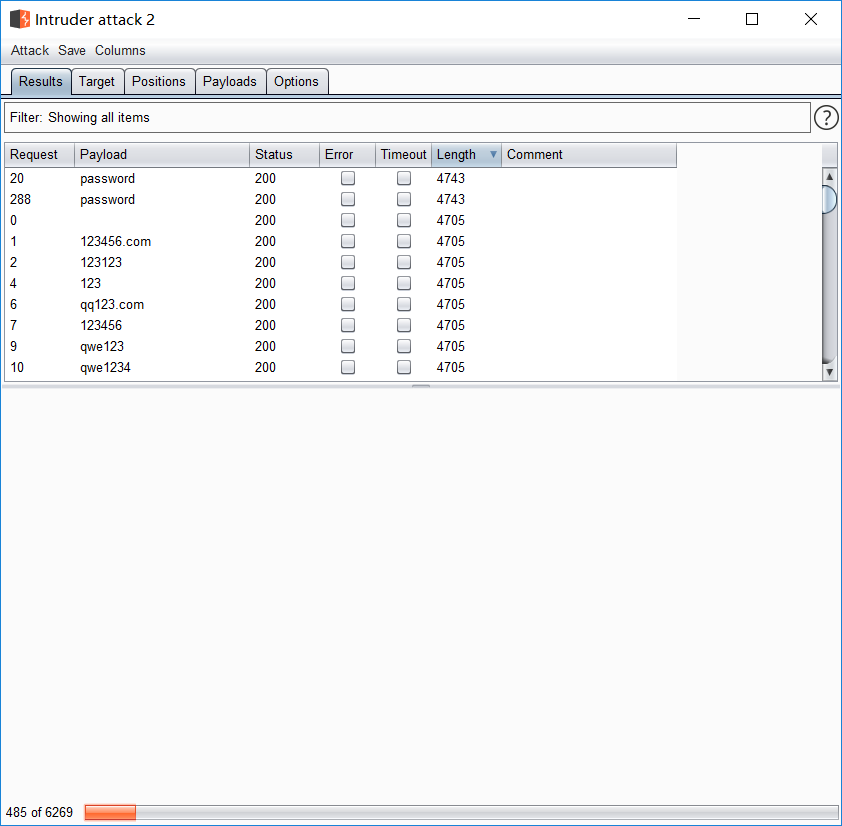 Intruder attack 2
Attack Save Columns
Results Target Positions Payloads Options
Filter: Showing all items ?
Request Payload Status Error Timeout Length Comment
20 password 200 4743
288 password 200 4743
0 200 4705
1 123456.com 200 4705
2 123123 200 4705
4 123 200 4705
6 qq123.com 200 4705
7 123456 200 4705
9 qwe123 200 4705
10 qwe1234 200 4705
485 of 6269